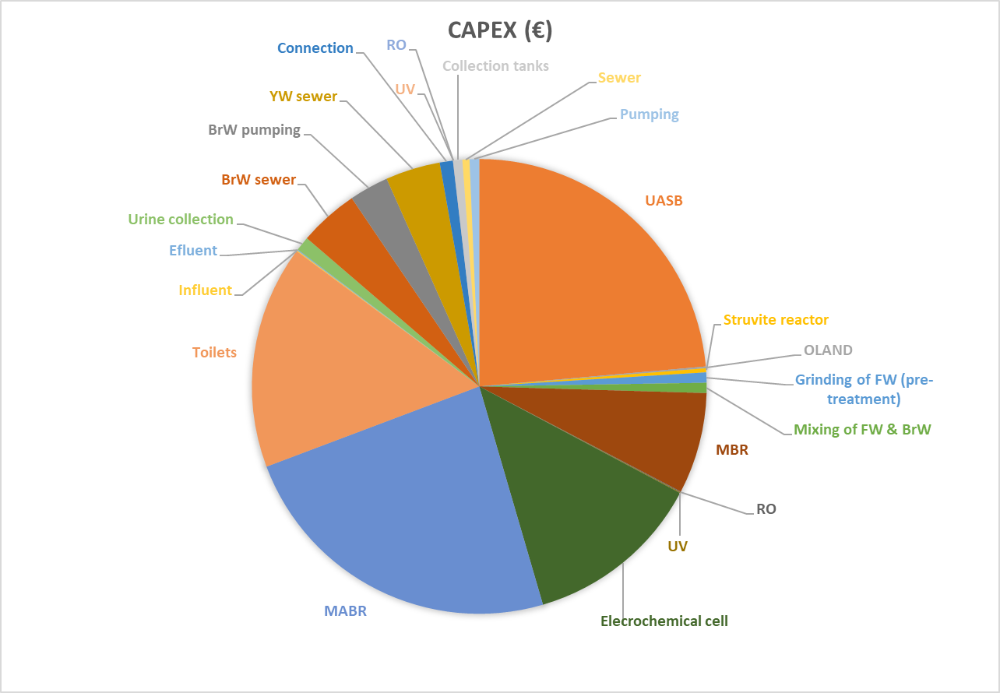 CAPEX (€)
Connection
RO
Collection tanks
Sewer
UV
YW sewer
Pumping
BrW pumping
BrW sewer
UASB
Urine collection
Efluent
Influent
Struvite reactor
Toilets
OLAND
Grinding of FW (pre-
treatment)
Mixing of FW & BrW
MBR
RO
UV
MABR
Elecrochemical cell